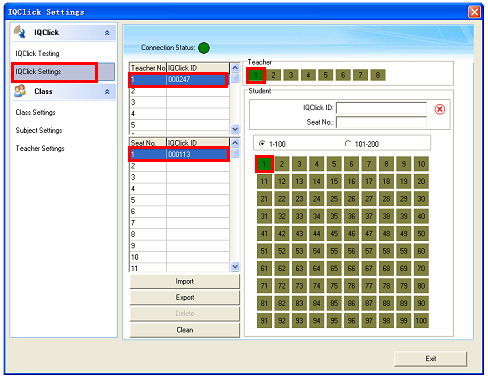 IQClick Settings
IQClick
IQClick Testing
IQClick Settings
Class
Class Settings
Subject Settings
Teacher Settings
Connection Status:
Teacher No IQClick ID
1 000247
2
3
4
5
Seat No. IQClick ID
1 000113
2
3
4
5
6
7
8
9
10
11
Import
Export
Delete
Clean
Teacher
1 2 3 4 5 6 7 8
Student
IQClick ID:
Seat No.:
1-100 101-200
1 2 3 4 5 6 7 8 9 10
11 12 13 14 15 16 17 18 19 20
21 22 23 24 25 26 27 28 29 30
31 32 33 34 35 36 37 38 39 40
41 42 43 44 45 46 47 48 49 50
51 52 53 54 55 56 57 58 59 60
61 62 63 64 65 66 67 68 69 70
71 72 73 74 75 76 77 78 79 80
81 82 83 84 85 86 87 88 89 90
91 92 93 94 95 96 97 98 99 100
Exit